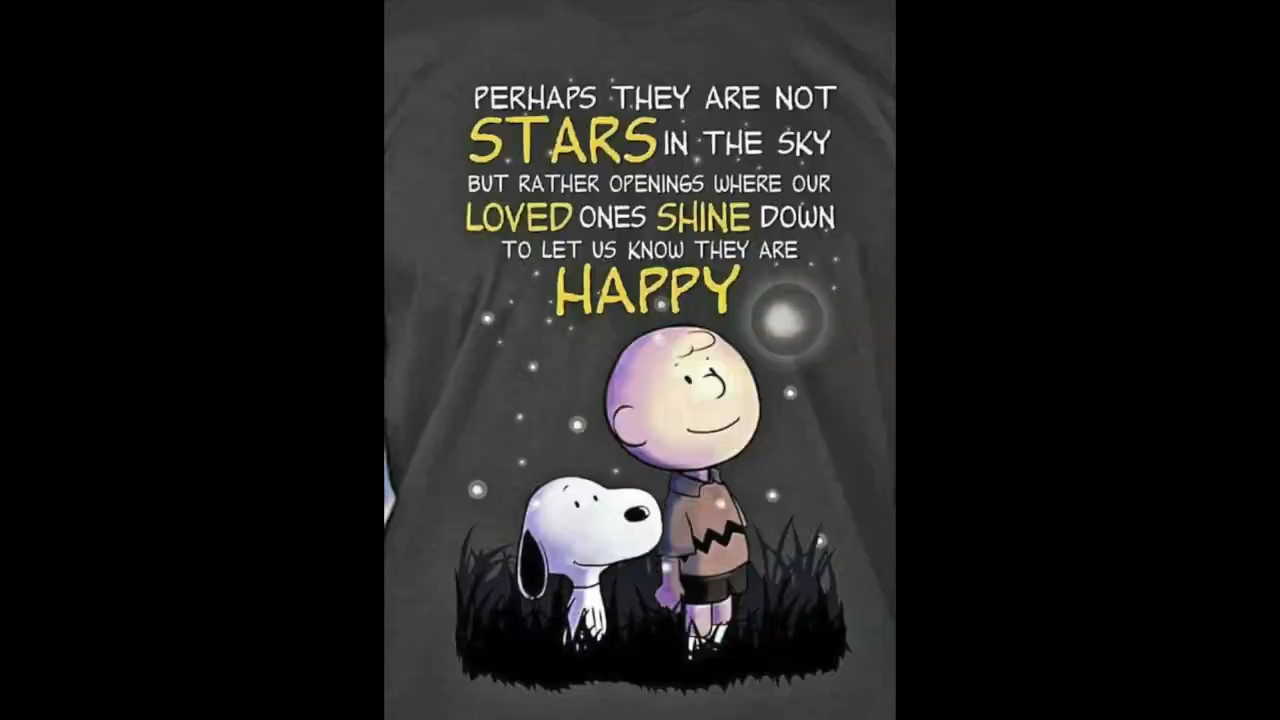 PERHAPS THEY ARE NOT
STARS IN THE SKY
BUT RATHER OPENINGS WHERE OUR
LOVED ONES SHINE DOWN
TO LET US KNOW THEY ARE
HAPPY